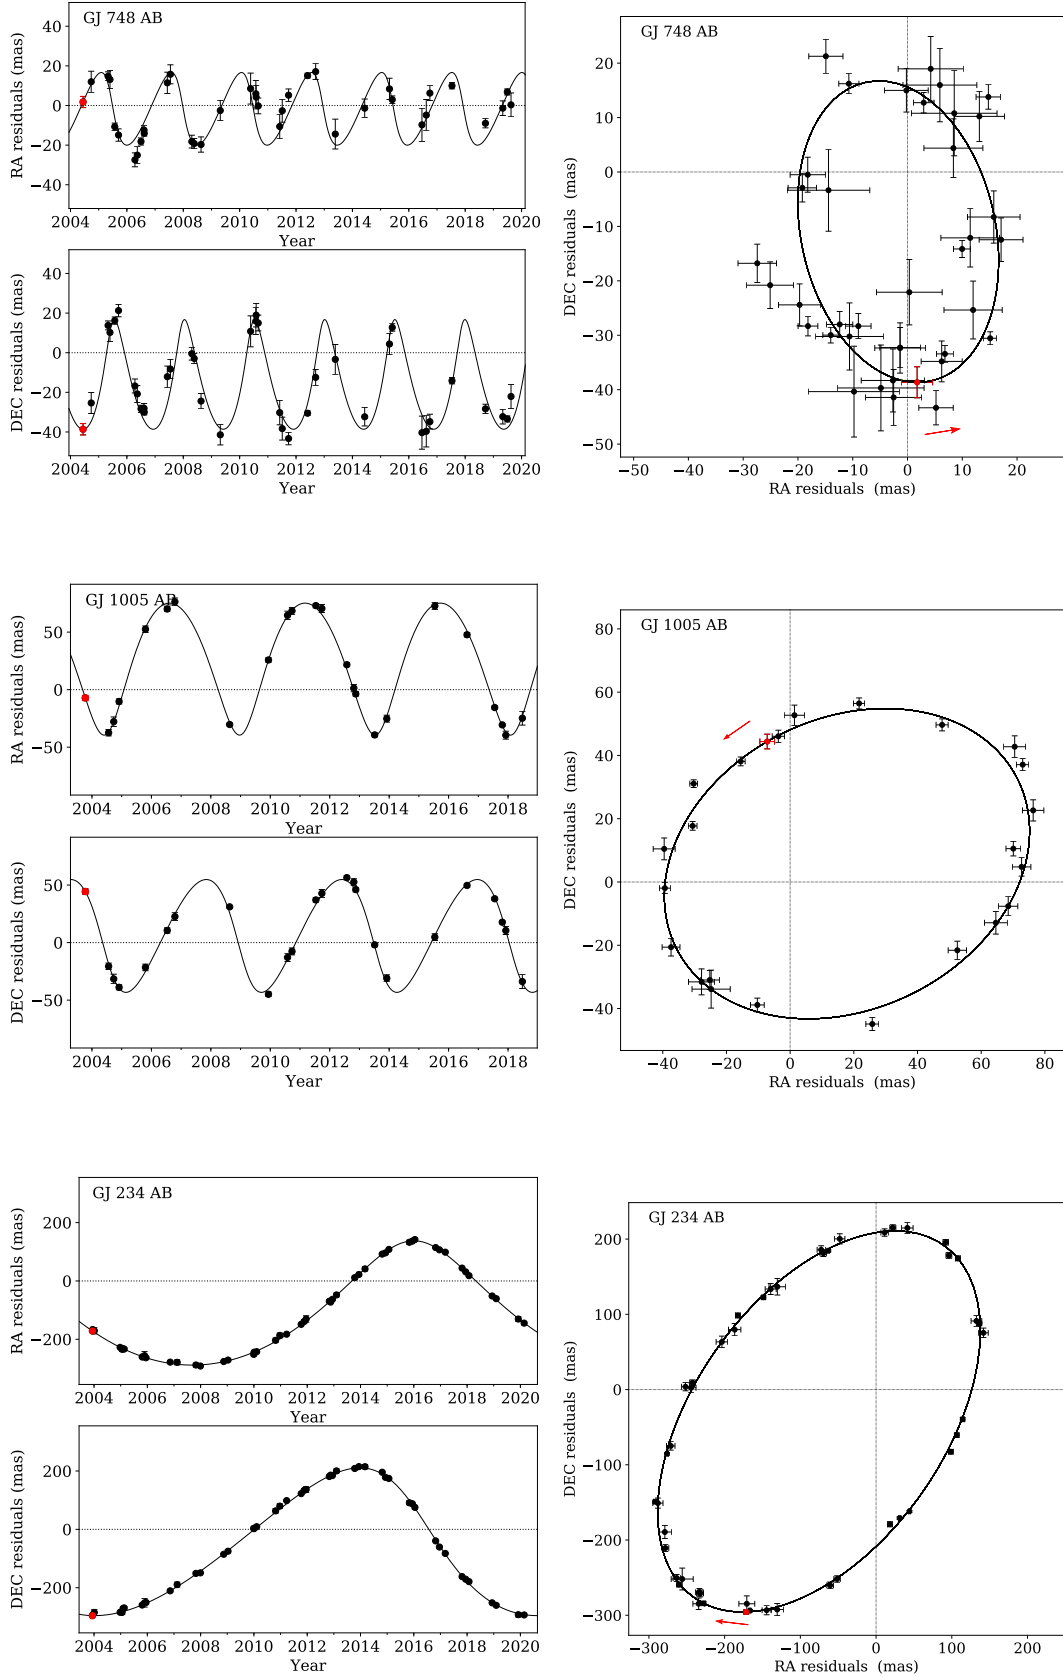 GJ 748 AB
RA residuals (mas)
20
0
−20
−40
2004 2006 2008 2010 2012 2014 2016 2018 2020
Year
DEC residuals (mas)
40
20
0
−20
−40
2004 2006 2008 2010 2012 2014 2016 2018 2020
Year
GJ 748 AB
DEC residuals (mas)
20
10
0
−10
−20
−30
−40
−50
−50 −40 −30 −20 −10 0 10 20
RA residuals (mas)
GJ 1005 AB
RA residuals (mas)
50
0
−50
2004 2006 2008 2010 2012 2014 2016 2018
Year
DEC residuals (mas)
50
0
−50
2004 2006 2008 2010 2012 2014 2016 2018
Year
GJ 1005 AB
DEC residuals (mas)
80
60
40
20
0
−20
−40
−40 −20 0 20 40 60 80
RA residuals (mas)
GJ 234 AB
RA residuals (mas)
200
0
−200
2004 2006 2008 2010 2012 2014 2016 2018 2020
Year
DEC residuals (mas)
200
0
−200
2004 2006 2008 2010 2012 2014 2016 2018 2020
Year
GJ 234 AB
DEC residuals (mas)
200
100
0
−100
−200
−300
−300 −200 −100 0 100 200
RA residuals (mas)